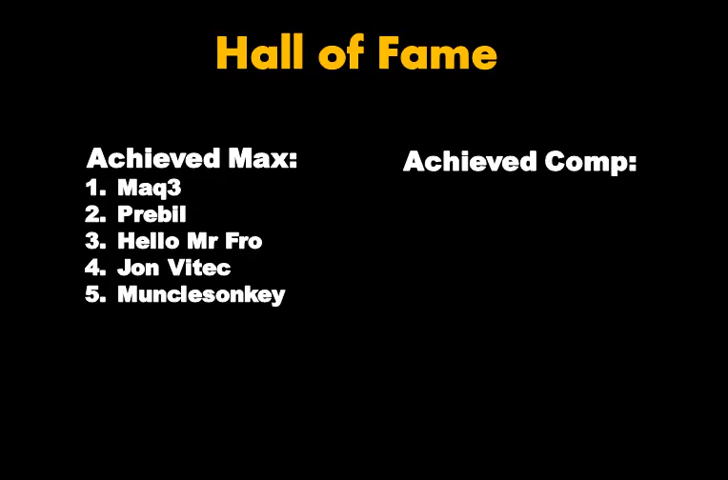 Hall of Fame
Achieved Max:
1. Maq3
2. Prebil
3. Hello Mr Fro
4. Jon Vitec
5. Munclesonkey
Achieved Comp: